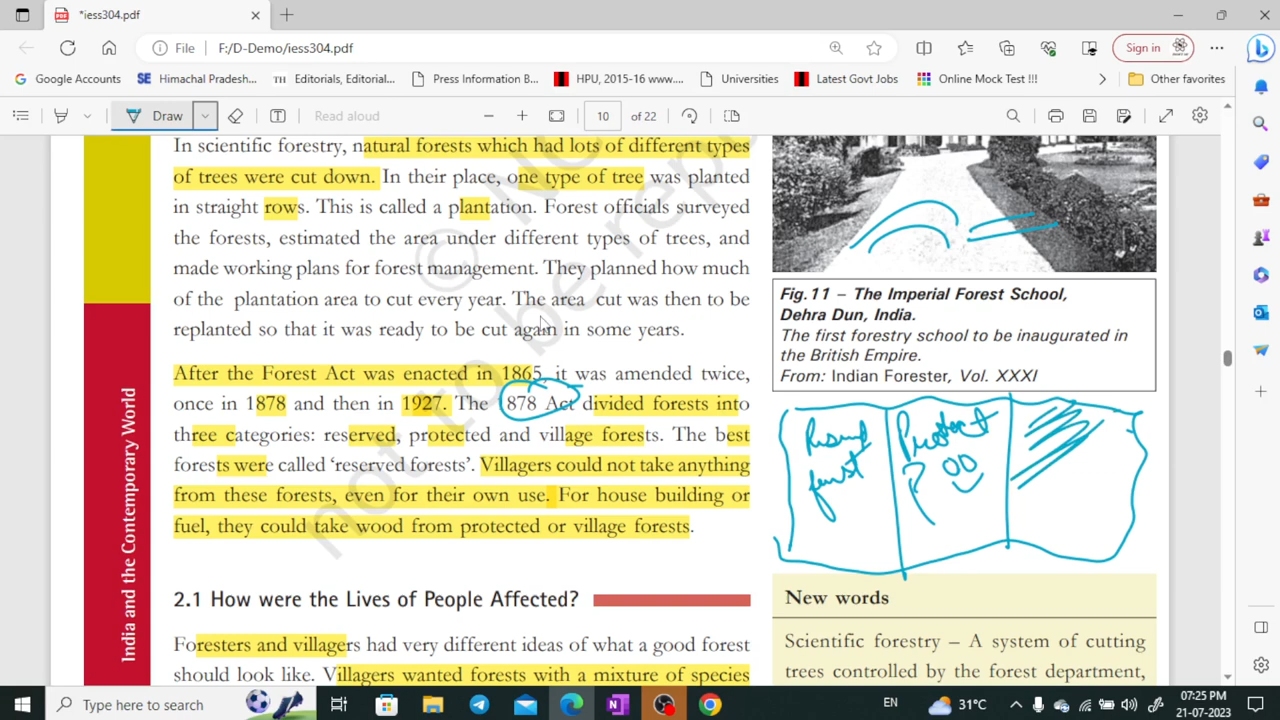 *iess304.pdf
File
F:/D-Demo/iess304.pdf
Sign in
Google Accounts
SE Himachal Pradesh...
TH Editorials, Editorial...
Press Information B...
HPU, 2015-16 www....
Universities
Latest Govt Jobs
Online Mock Test !!!
Other favorites
Draw
Read aloud
10 of 22
In scientific forestry, natural forests which had lots of different types
of trees were cut down. In their place, one type of tree was planted
in straight rows. This is called a plantation. Forest officials surveyed
the forests, estimated the area under different types of trees, and
made working plans for forest management. They planned how much
of the plantation area to cut every year. The area cut was then to be
replanted so that it was ready to be cut again in some years.
After the Forest Act was enacted in 1865, it was amended twice,
once in 1878 and then in 1927. The 1878 Act divided forests into
three categories: reserved, protected and village forests. The best
forests were called ‘reserved forests’. Villagers could not take anything
from these forests, even for their own use. For house building or
fuel, they could take wood from protected or village forests.
2.1 How were the Lives of People Affected?
Foresters and villagers had very different ideas of what a good forest
should look like. Villagers wanted forests with a mixture of species
India and the Contemporary World
© Not to be repu
Fig.11 – The Imperial Forest School,
Dehra Dun, India.
The first forestry school to be inaugurated in
the British Empire.
From: Indian Forester, Vol. XXXI
New words
Scientific forestry – A system of cutting
trees controlled by the forest department,
Type here to search
31°C
EN
07:25 PM
21-07-2023